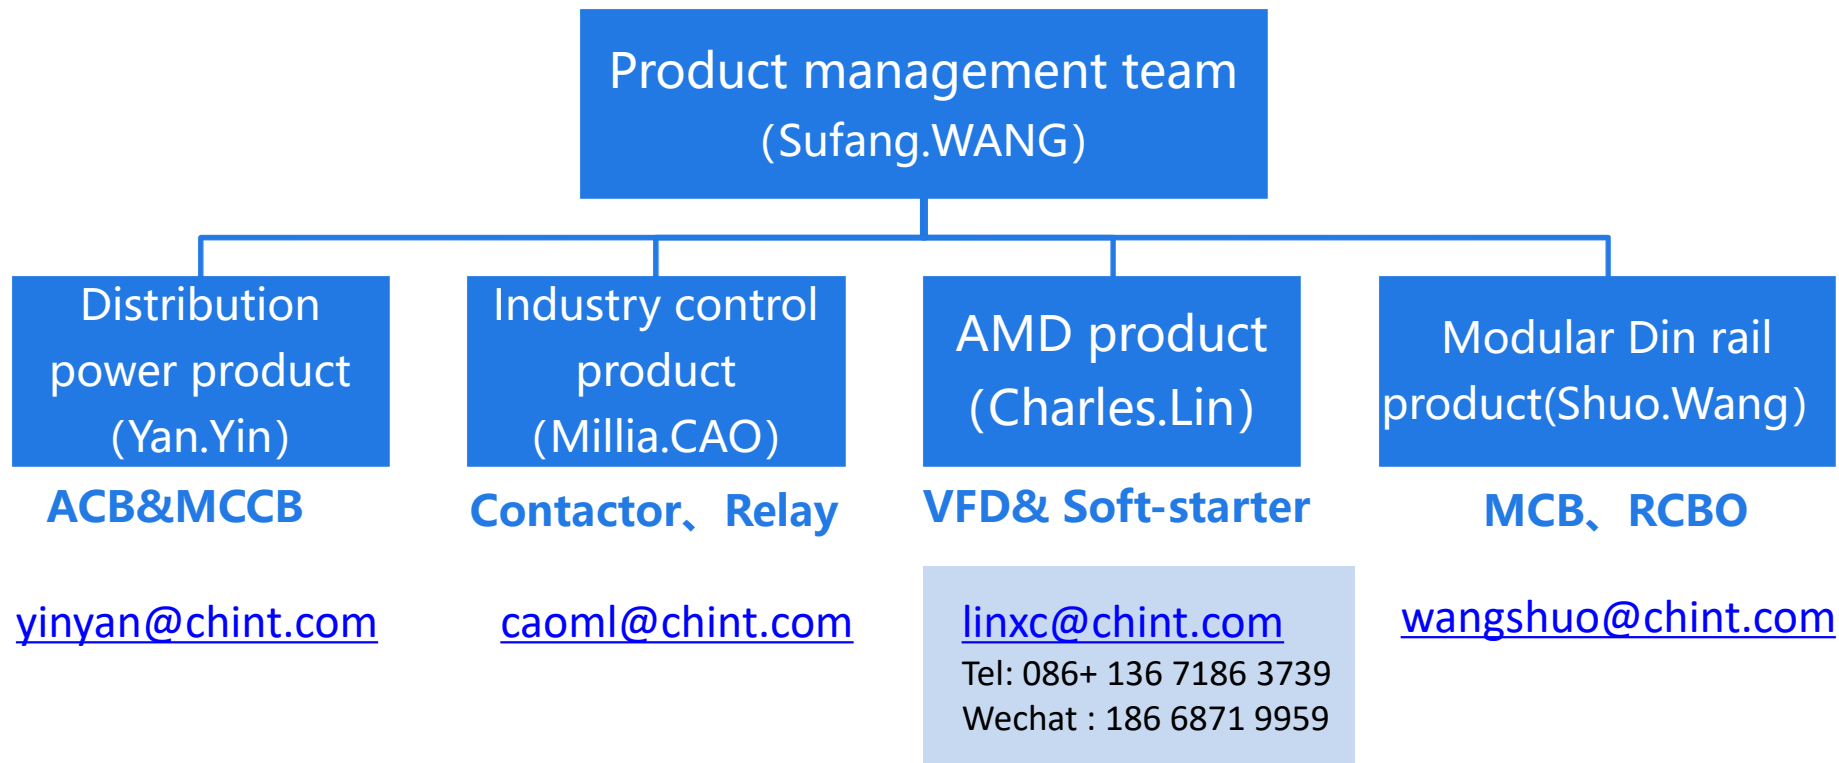 Product management team
（Sufang.WANG）
Distribution
power product
（Yan.Yin）
ACB&MCCB
yinyan@chint.com
Industry control
product
（Millia.CAO）
Contactor、Relay
caoml@chint.com
AMD product
（Charles.Lin）
VFD& Soft-starter
linxc@chint.com
Tel: 086+ 136 7186 3739
Wechat : 186 6871 9959
Modular Din rail
product(Shuo.Wang）
MCB、RCBO
wangshuo@chint.com